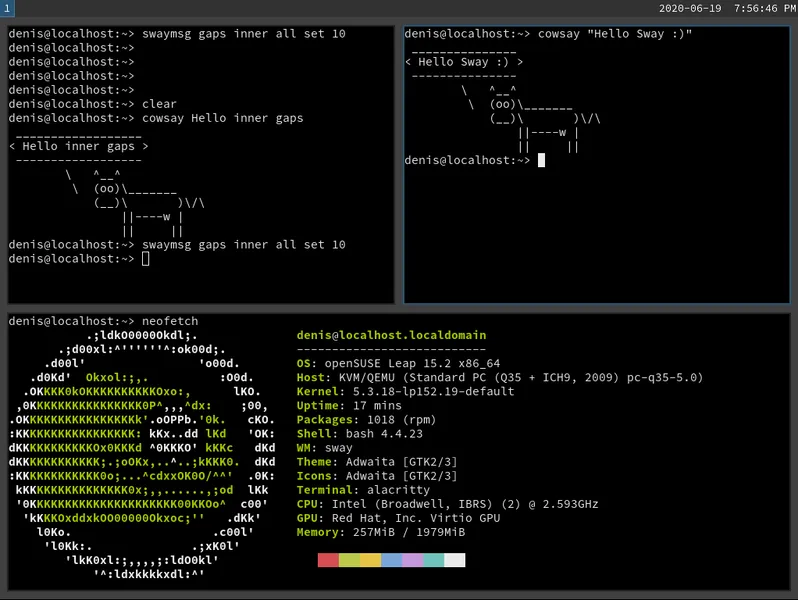 1
2020-06-19 7:56:46 PM
denis@localhost:~> swaymsg gaps inner all set 10
denis@localhost:~>
denis@localhost:~>
denis@localhost:~>
denis@localhost:~>
denis@localhost:~> clear
denis@localhost:~> cowsay Hello inner gaps
 __________________
< Hello inner gaps >
 ------------------
        \   ^__^
         \  (oo)\_______
            (__)\       )\/\
                ||----w |
                ||     ||
denis@localhost:~> swaymsg gaps inner all set 10
denis@localhost:~>
denis@localhost:~> cowsay "Hello Sway :)"
 _______________
< Hello Sway :) >
 ---------------
        \   ^__^
         \  (oo)\_______
            (__)\       )\/\
                ||----w |
                ||     ||
denis@localhost:~>
denis@localhost:~> neofetch
denis@localhost.localdomain
---------------------------
OS: openSUSE Leap 15.2 x86_64
Host: KVM/QEMU (Standard PC (Q35 + ICH9, 2009) pc-q35-5.0)
Kernel: 5.3.18-lp152.19-default
Uptime: 17 mins
Packages: 1018 (rpm)
Shell: bash 4.4.23
WM: sway
Theme: Adwaita [GTK2/3]
Icons: Adwaita [GTK2/3]
Terminal: alacritty
CPU: Intel (Broadwell, IBRS) (2) @ 2.593GHz
GPU: Red Hat, Inc. Virtio GPU
Memory: 257MiB / 1979MiB